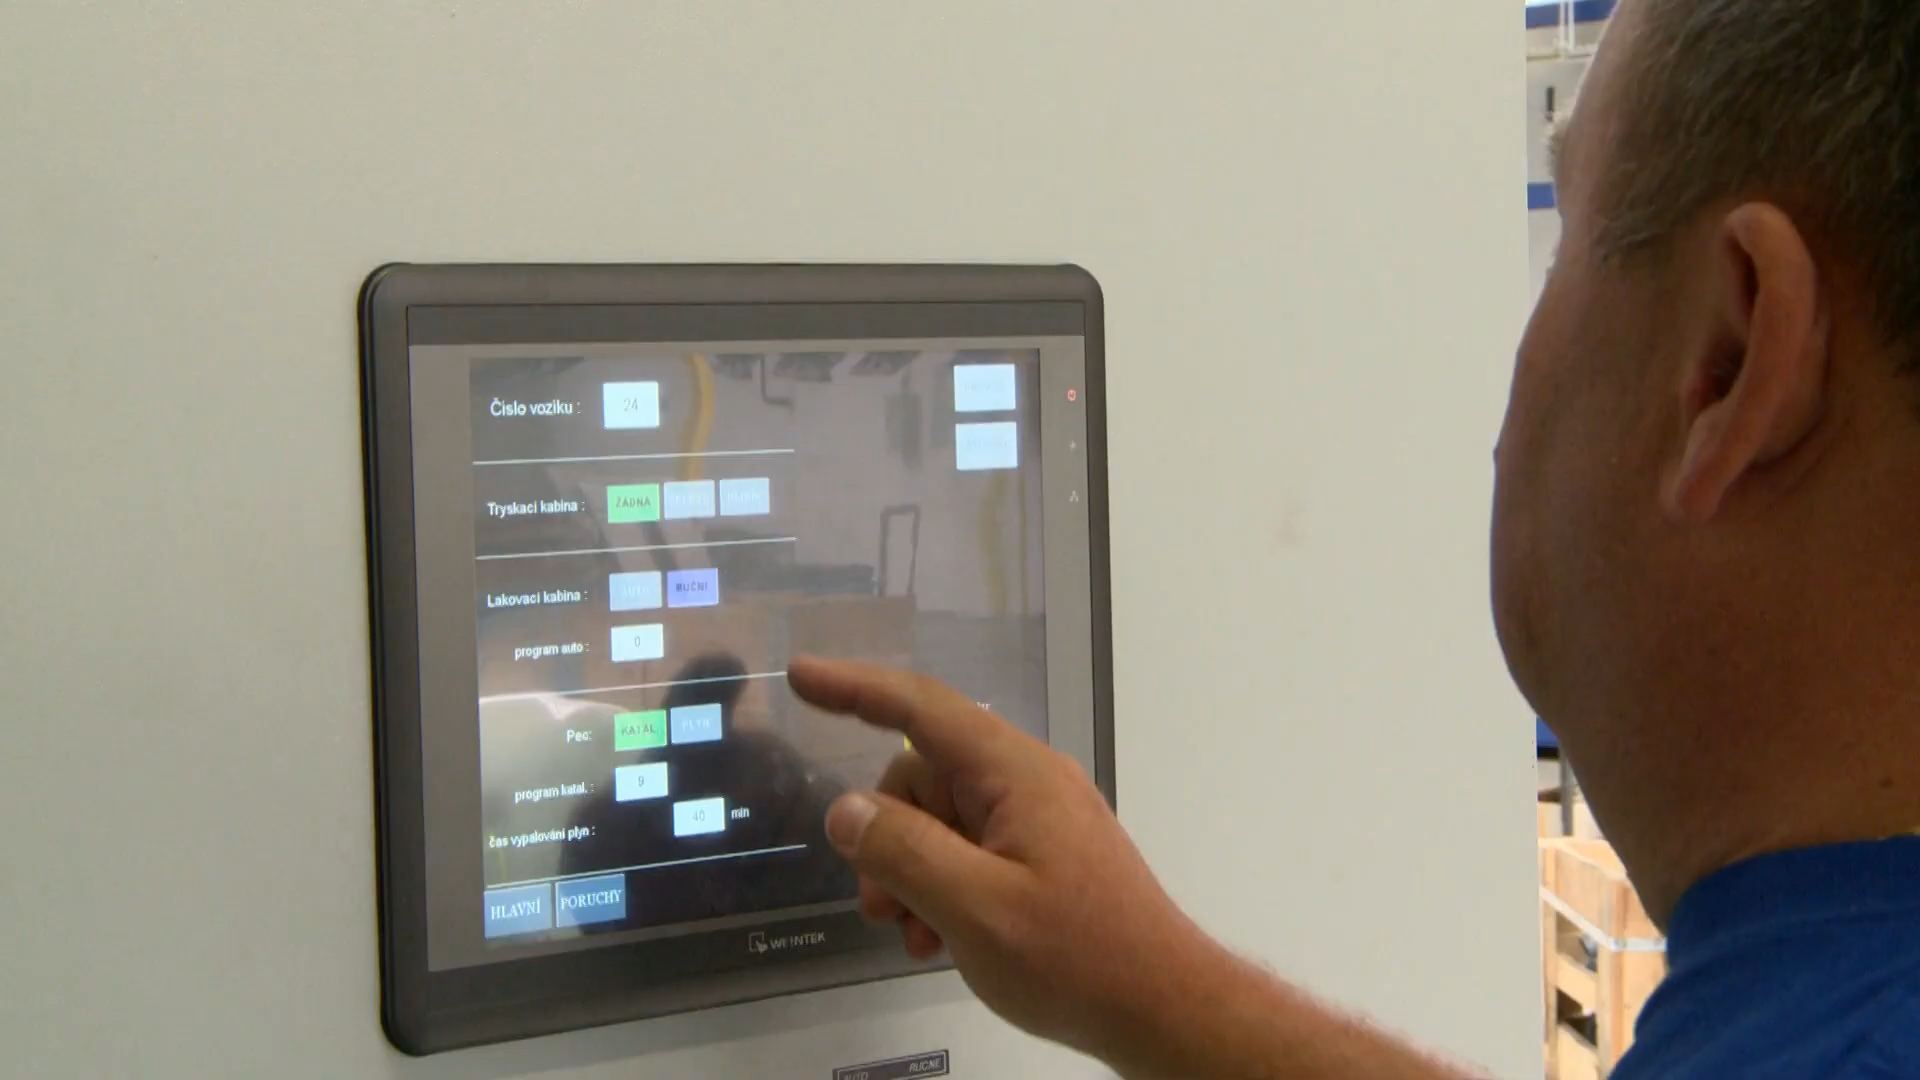 Číslo vozíku : 24
Tryskací kabina : ŽÁDNÁ
Lakovací kabina : AUTO RUČNÍ
program auto : 0
Pec: KATAL PLYN
program katal. : 9
čas vypalování plyn : 40 min
HLAVNÍ PORUCHY
WEINTEK
AUTO RUČNE